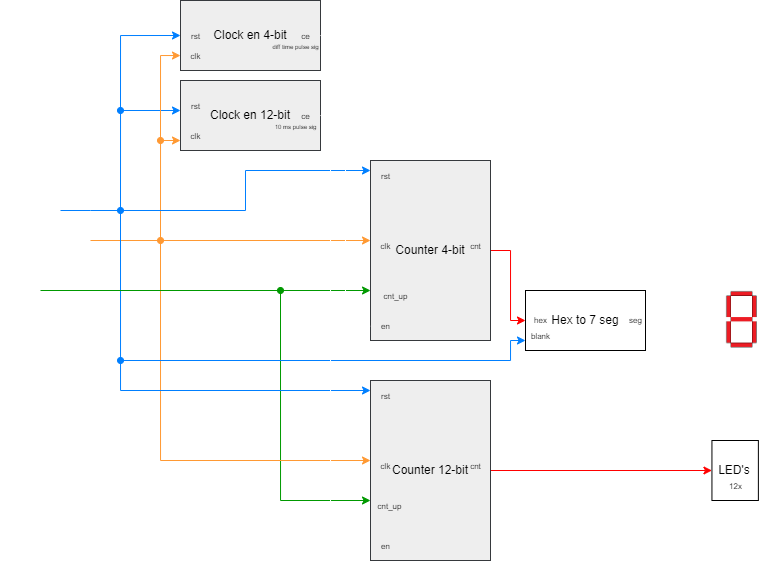 Clock en 4-bit
rst
ce
diff time pulse sig
clk
Clock en 12-bit
rst
ce
10 ms pulse sig
clk
rst
clk
Counter 4-bit
cnt
cnt_up
en
hex
Hex to 7 seg
seg
blank
rst
clk
Counter 12-bit
cnt
cnt_up
en
LED's
12x